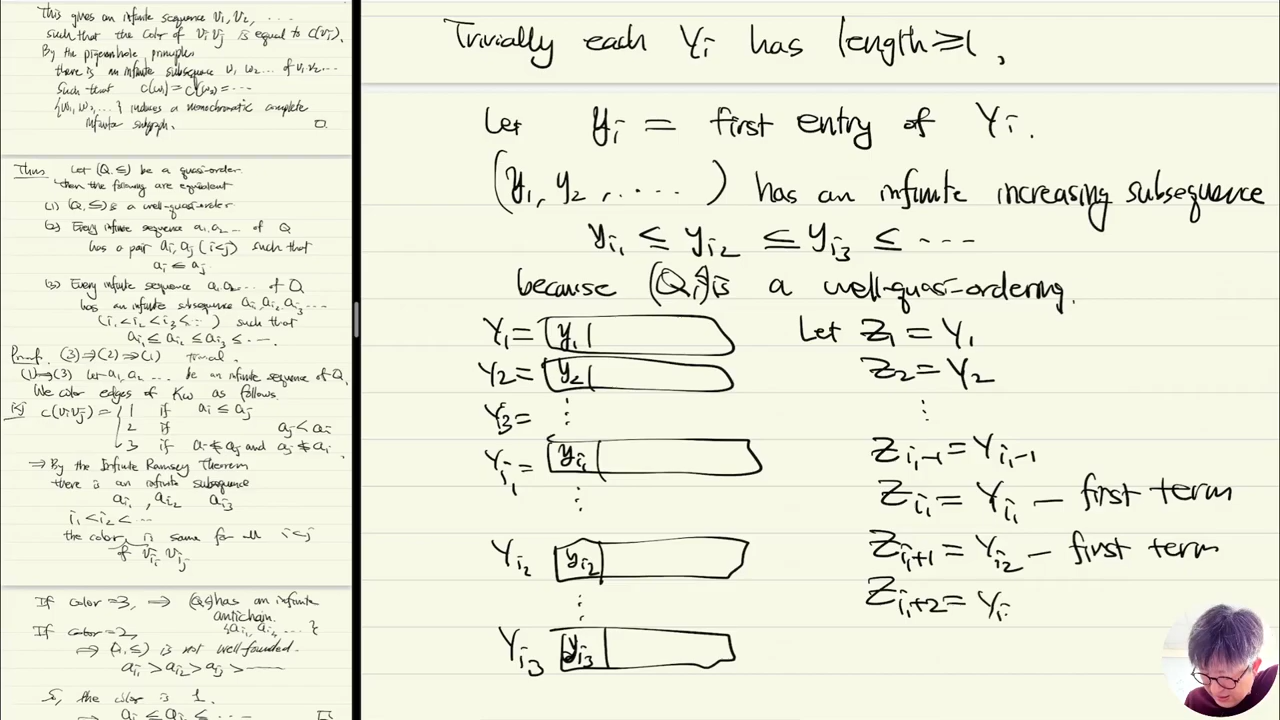 This gives an infinite sequence v1, v2, ....
such that the color of vivj is equal to c(vi).
By the pigeonhole principle
there is an infinite subsequence w1 w2... of v1 v2...
Such that c(w1) = c(w2) = ...
{w1, w2, ...} induces a monochromatic complete
infinite subgraph. □
Let (Q, ≤) be a quasi-order.
then the following are equivalent
(1) (Q, ≤) is a well-quasi-order
(2) Every infinite sequence a1, a2... of Q
has a pair ai, aj (i<j) such that
ai ≤ aj
(3) Every infinite sequence a1 a2... of Q
has an infinite subsequence ai1, ai2, ai3 ...
(i1 < i2 < i3 < ...) such that
ai1 ≤ ai2 ≤ ai3 ≤ ...
Proof. (3)⇒(2)⇒(1) trivial.
(1)⇒(3) Let a1, a2 ... be an infinite sequence of Q.
We color edges of Kω as follows.
i<j c(vivj) = { 1 if ai ≤ aj
2 if aj < ai
3 if ai ≰ aj and aj ≰ ai
⇒ By the Infinite Ramsey Theorem
there is an infinite subsequence
ai1, ai2 ai3
i1 < i2 < ...
the color is same for all i<j
of vii vij
If color = 3, ⇒ (Q,≤) has an infinite
antichain.
If color = 2,
⇒ (Q, ≤) is not well-founded.
ai1 > ai2 > ai3 > ...
So, the color is 1.
⇒ ai1 ≤ ai2 ≤ ... □
Trivially each Yi has length ≥ 1,
Let yi = first entry of Yi.
(y1, y2, ....) has an infinite increasing subsequence
yi1 ≤ yi2 ≤ yi3 ≤ ...
because (Q, ≤) is a well-quasi-ordering.
Y1 = y1
Y2 = y2
Y3 = ⋮
Yi1 = yi1
⋮
Yi2 yi2
⋮
Yi3 yi3
Let Z1 = Y1
Z2 = Y2
⋮
Zi1-1 = Yi1-1
Zi1 = Yi1 – first term
Zi1+1 = Yi2 – first term
Zi1+2 = Yi